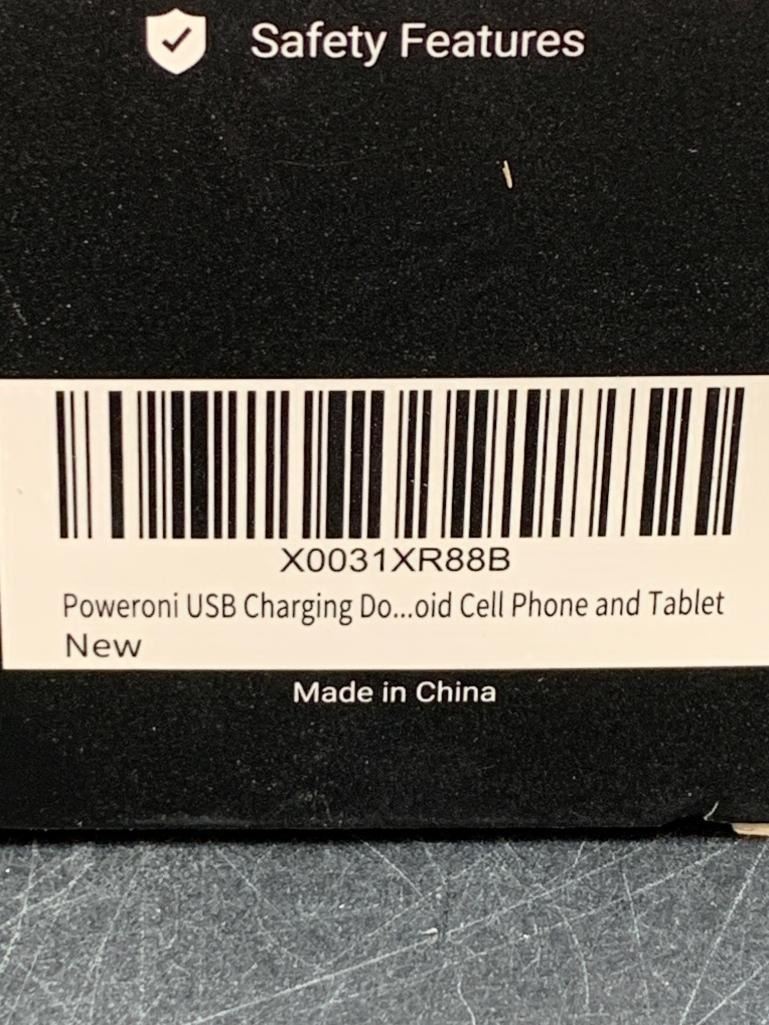 Safety Features
X0031XR88B
Poweroni USB Charging Do...oid Cell Phone and Tablet
New
Made in China